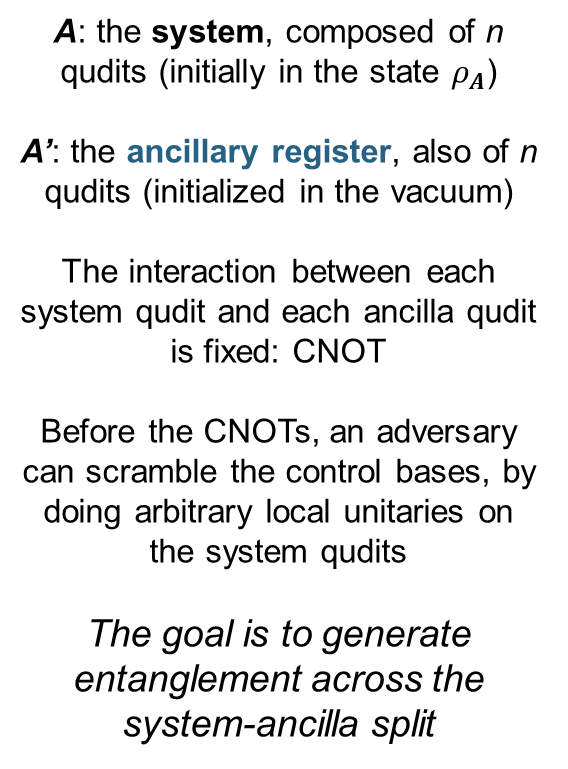 A: the system, composed of n
qudits (initially in the state ρ_A)
A’: the ancillary register, also of n
qudits (initialized in the vacuum)
The interaction between each
system qudit and each ancilla qudit
is fixed: CNOT
Before the CNOTs, an adversary
can scramble the control bases, by
doing arbitrary local unitaries on
the system qudits
The goal is to generate
entanglement across the
system-ancilla split